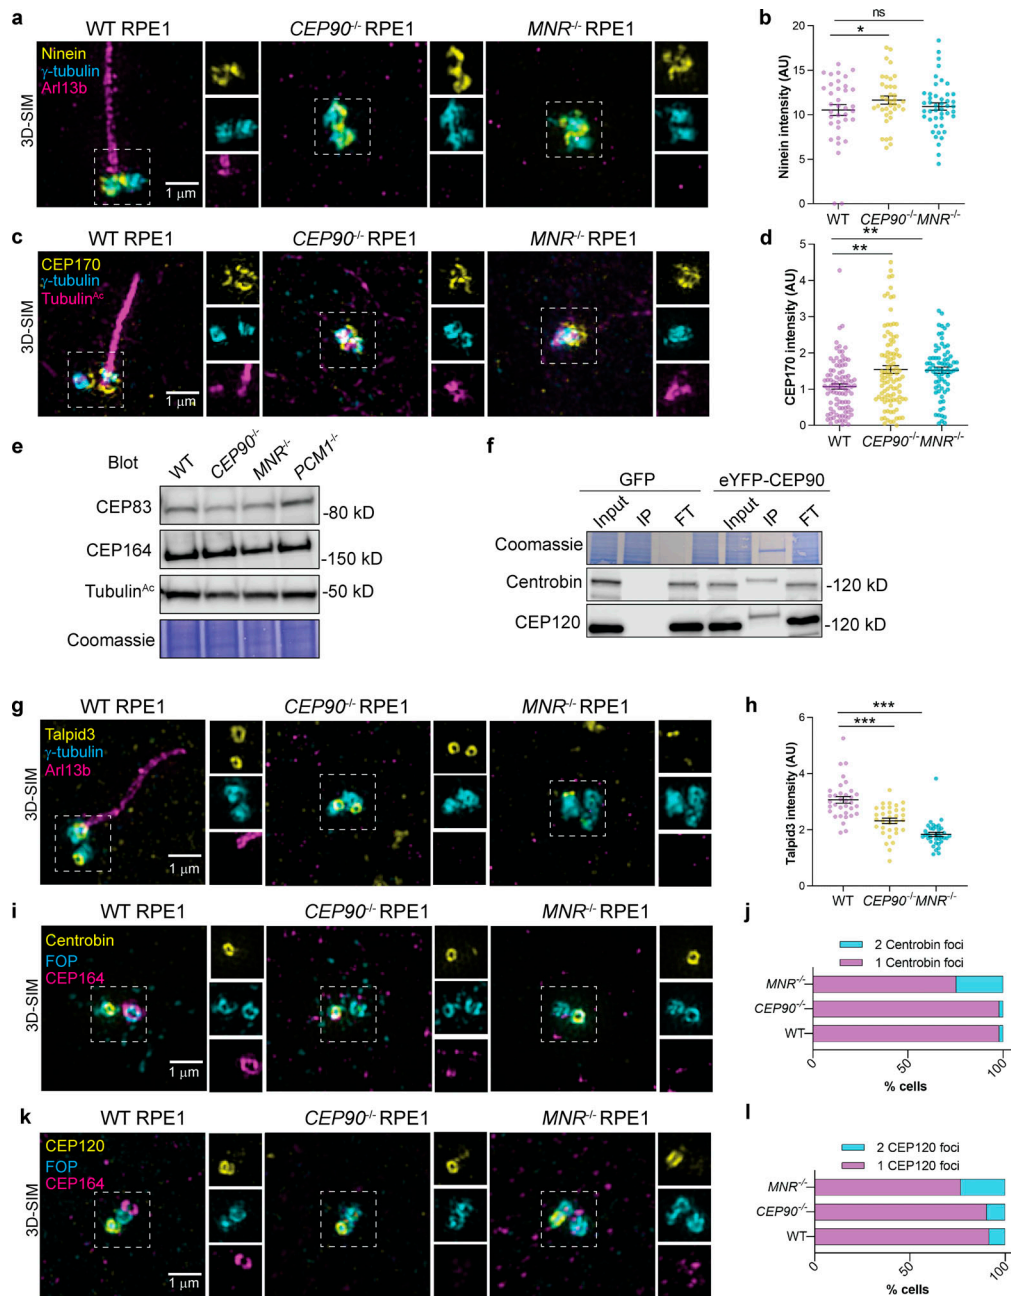 a
WT RPE1
CEP90-/- RPE1
MNR-/- RPE1
3D-SIM
Ninein
γ-tubulin
Arl13b
1 μm
b
ns
*
Ninein intensity (AU)
20
15
10
5
0
WT
CEP90-/-
MNR-/-
c
WT RPE1
CEP90-/- RPE1
MNR-/- RPE1
3D-SIM
CEP170
γ-tubulin
TubulinAc
1 μm
d
**
**
CEP170 intensity (AU)
5
4
3
2
1
0
WT
CEP90-/-
MNR-/-
e
Blot
WT
CEP90-/-
MNR-/-
PCM1-/-
CEP83
-80 kD
CEP164
-150 kD
TubulinAc
-50 kD
Coomassie
f
GFP
eYFP-CEP90
Input
IP
FT
Input
IP
FT
Coomassie
Centrobin
-120 kD
CEP120
-120 kD
g
WT RPE1
CEP90-/- RPE1
MNR-/- RPE1
3D-SIM
Talpid3
γ-tubulin
Arl13b
1 μm
h
***
***
Talpid3 intensity (AU)
6
4
2
0
WT
CEP90-/-
MNR-/-
i
WT RPE1
CEP90-/- RPE1
MNR-/- RPE1
3D-SIM
Centrobin
FOP
CEP164
1 μm
j
2 Centrobin foci
1 Centrobin foci
MNR-/-
CEP90-/-
WT
0
50
100
% cells
k
WT RPE1
CEP90-/- RPE1
MNR-/- RPE1
3D-SIM
CEP120
FOP
CEP164
1 μm
l
2 CEP120 foci
1 CEP120 foci
MNR-/-
CEP90-/-
WT
0
50
100
% cells